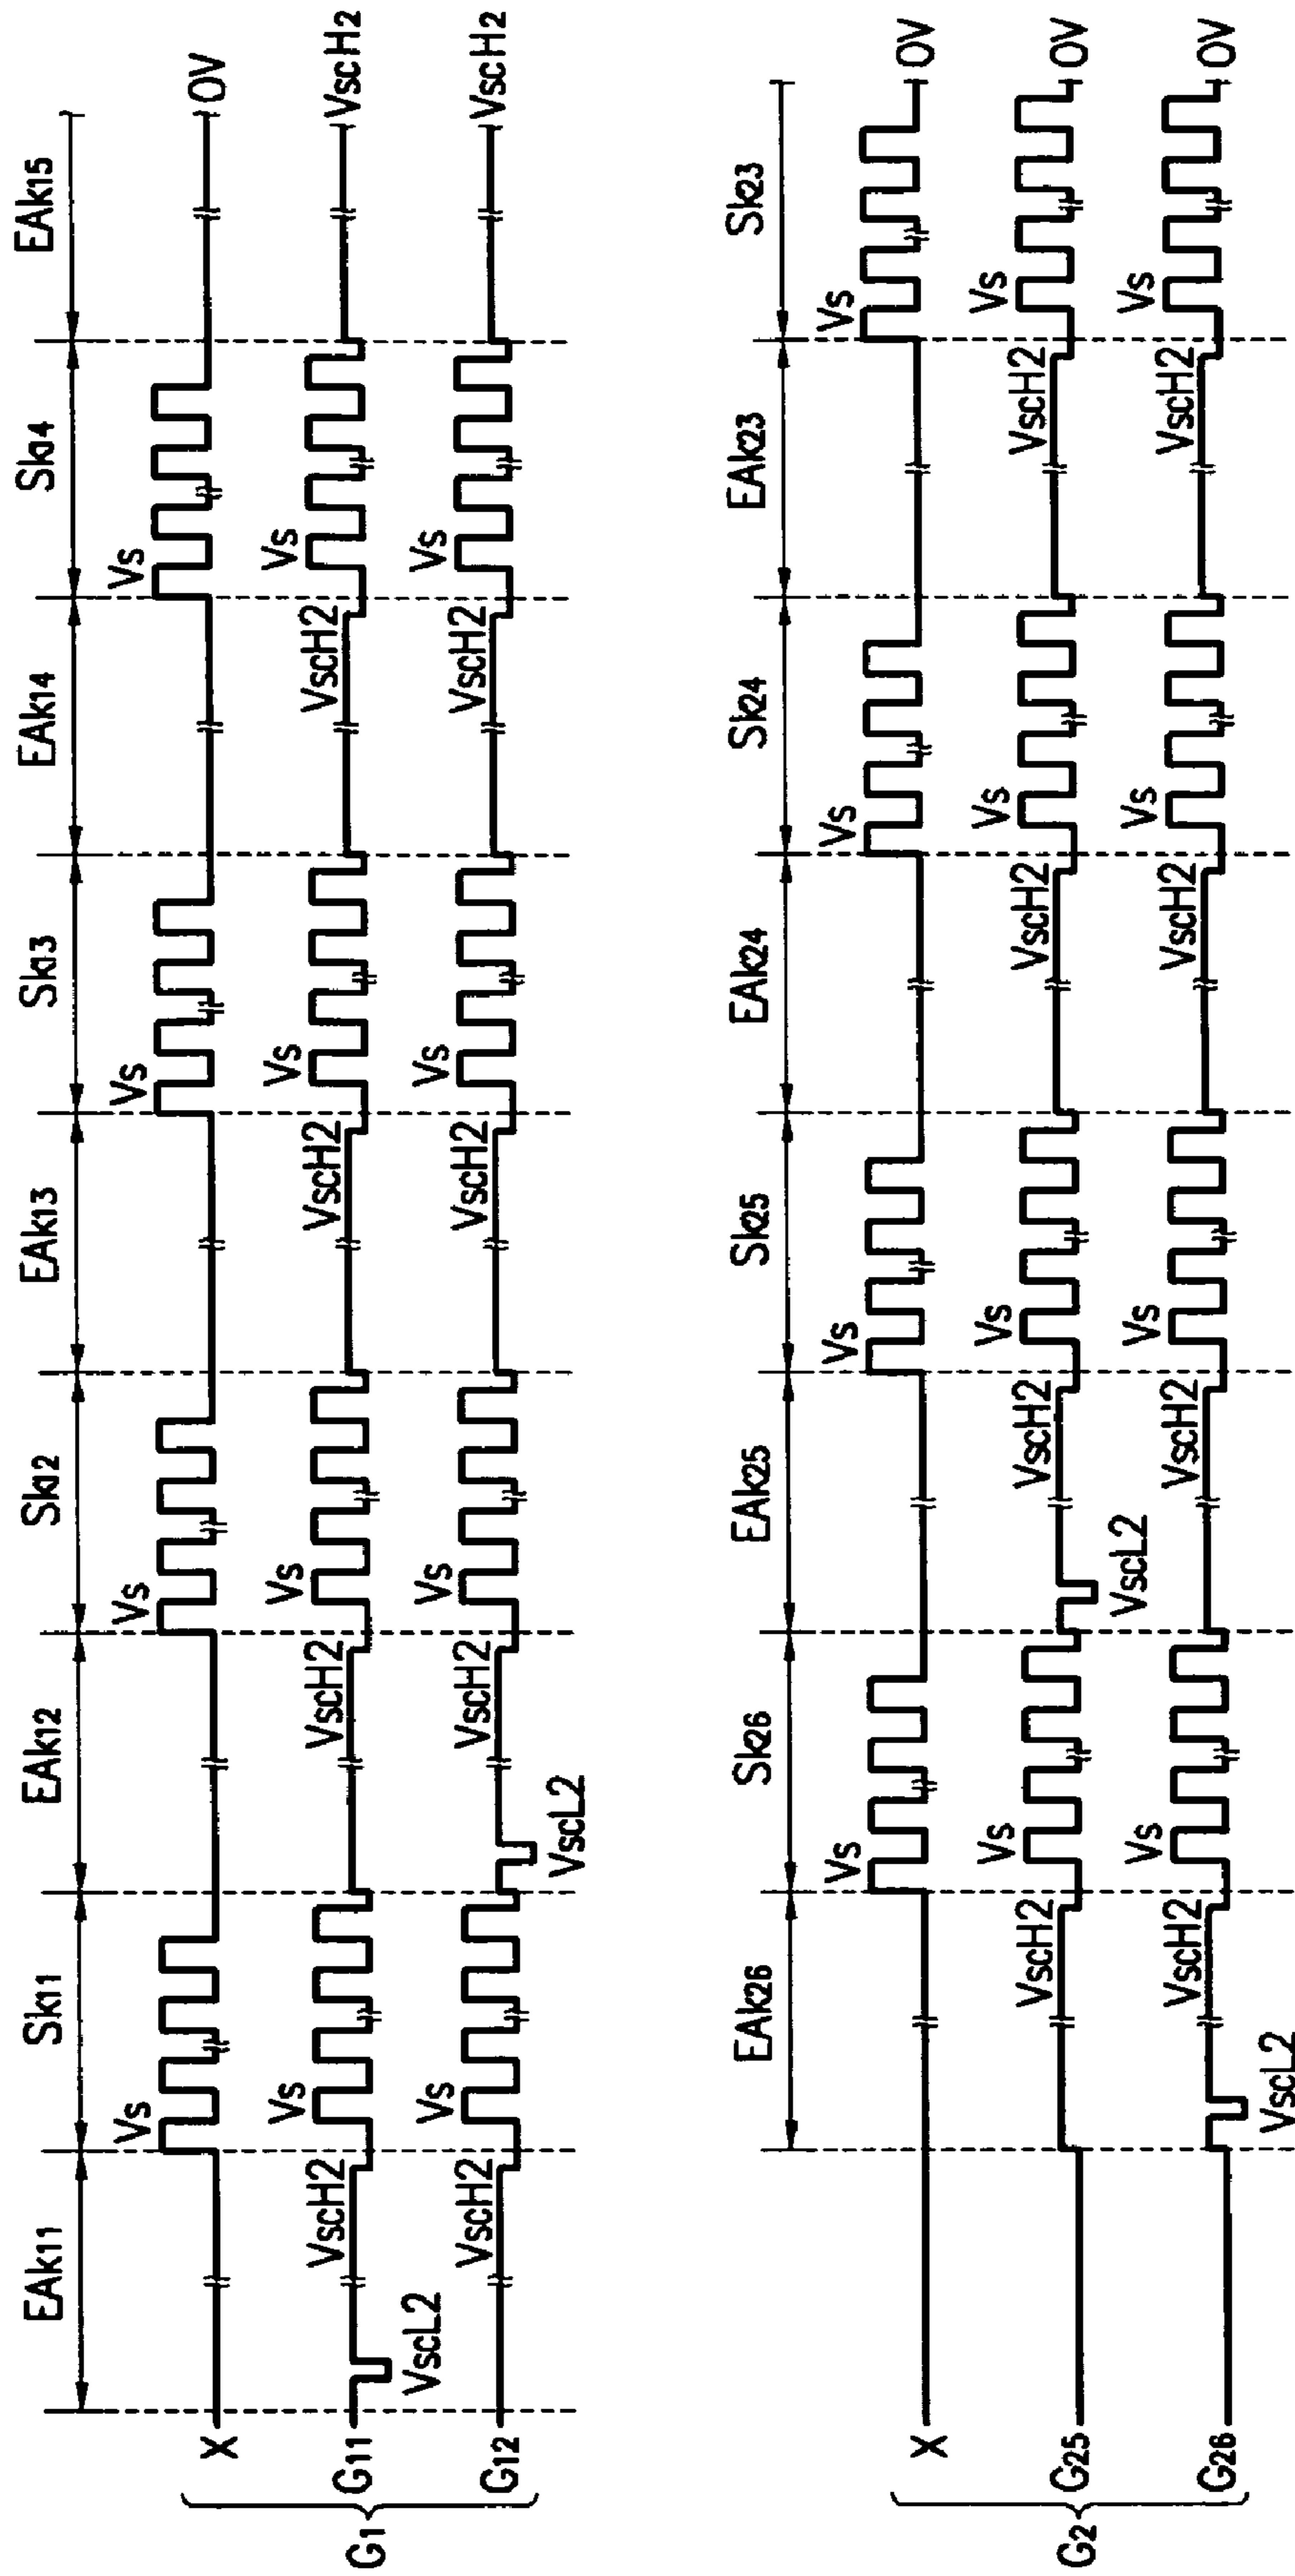 EAk11 Sk11 EAk12 Sk12 EAk13 Sk13 EAk14 Sk14 EAk15
X Vs Vs Vs Vs 0V
G1
G11 VscL2 VscH2 Vs VscH2 Vs VscH2 Vs VscH2 Vs VscH2
G12 VscH2 Vs VscL2 VscH2 Vs VscH2 Vs VscH2 Vs VscH2
EAk26 Sk26 EAk25 Sk25 EAk24 Sk24 EAk23 Sk23
X Vs Vs Vs Vs 0V
G2
G25 VscH2 Vs VscL2 VscH2 Vs VscH2 Vs VscH2 Vs 0V
G26 VscL2 VscH2 Vs VscH2 Vs VscH2 Vs VscH2 Vs 0V